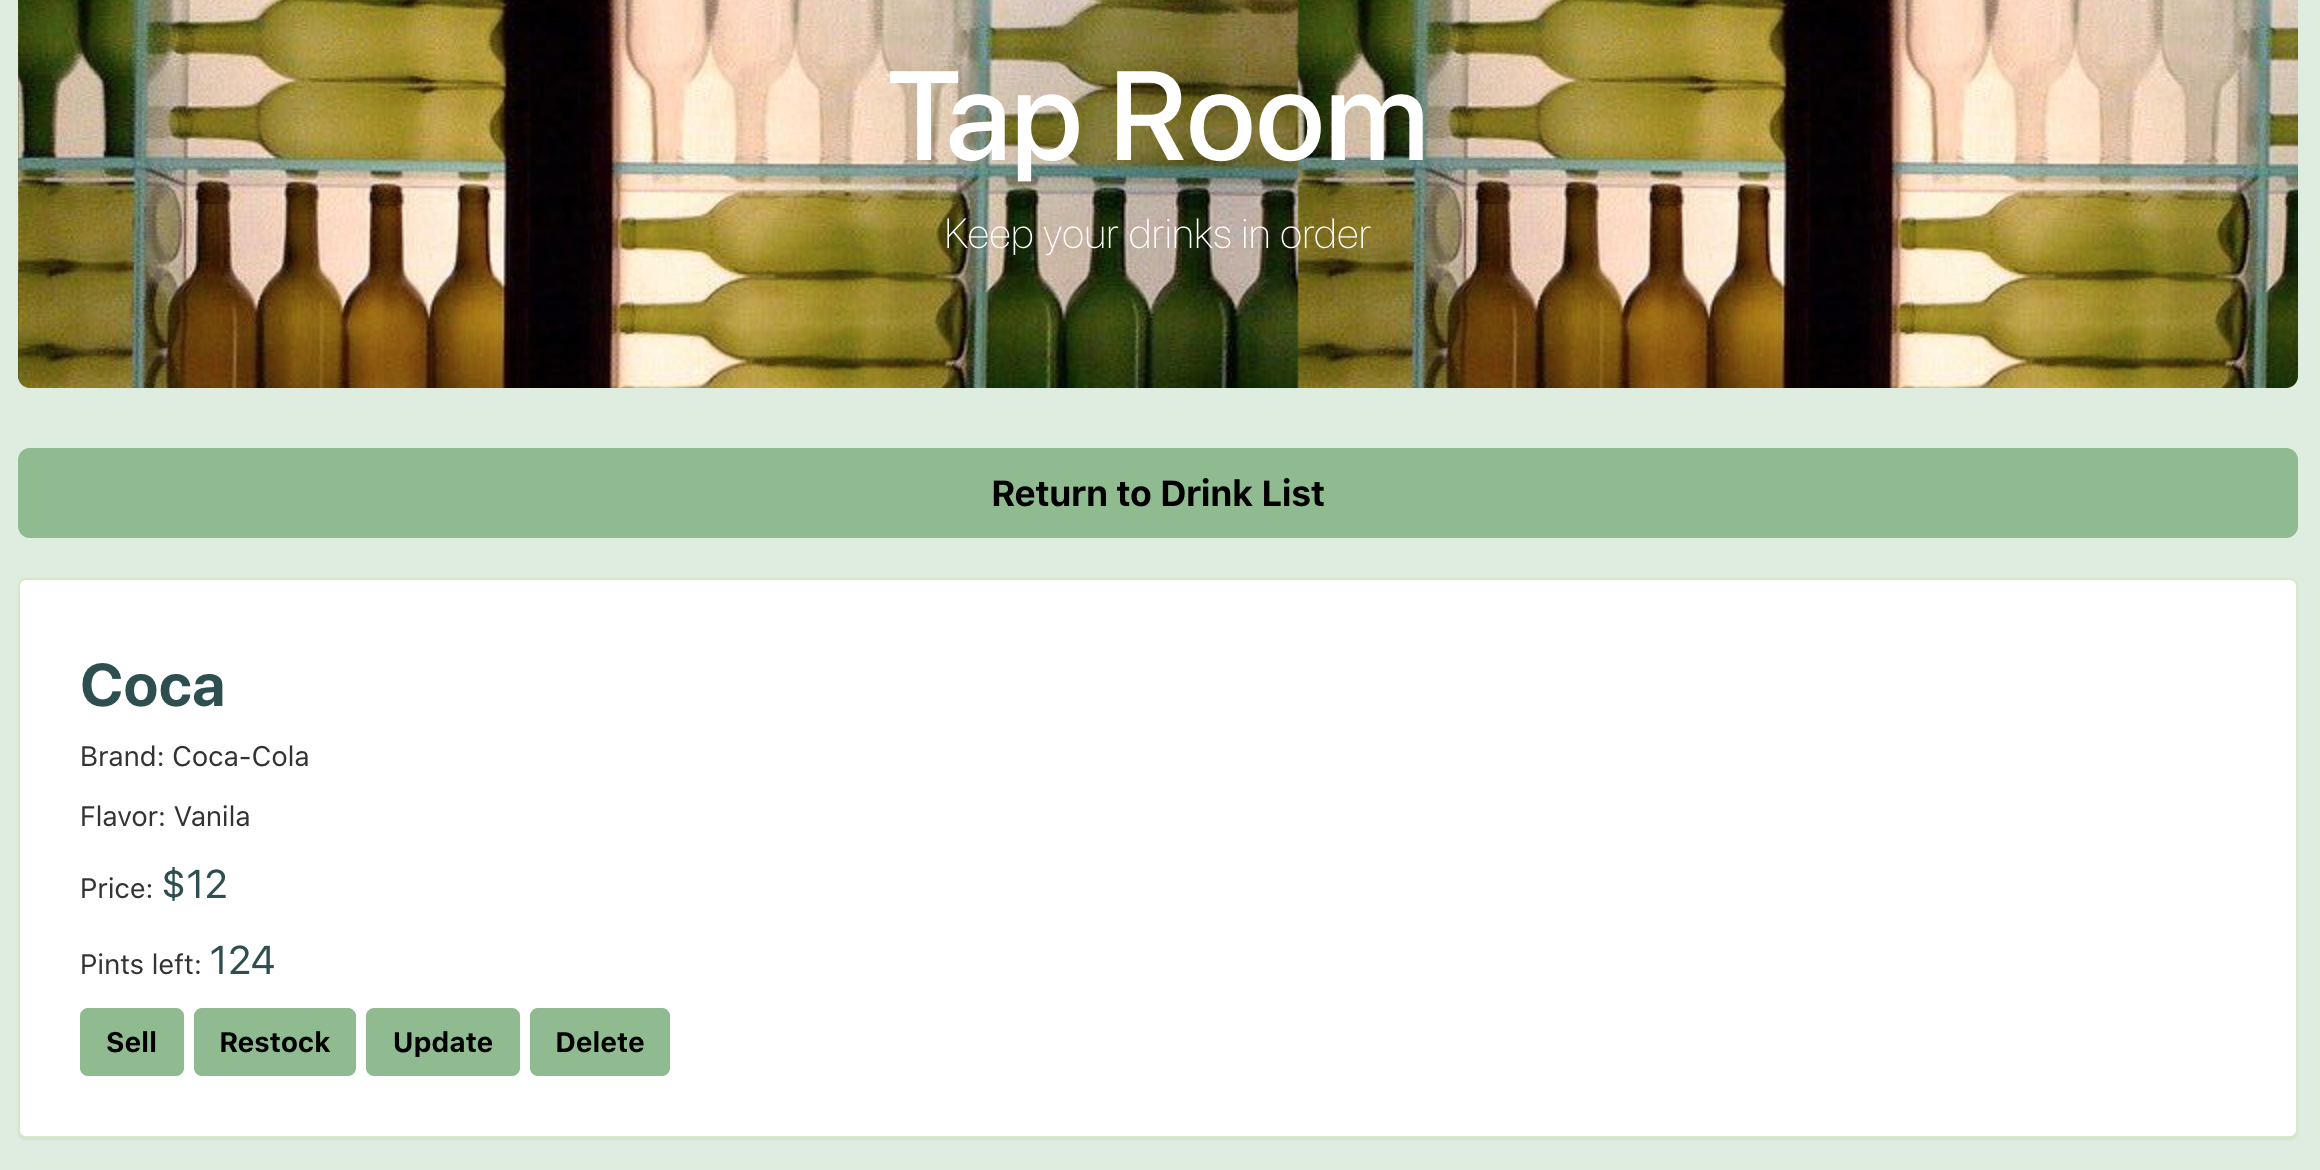 Tap Room
Keep your drinks in order
Return to Drink List
Coca
Brand: Coca-Cola
Flavor: Vanila
Price: $12
Pints left: 124
Sell Restock Update Delete